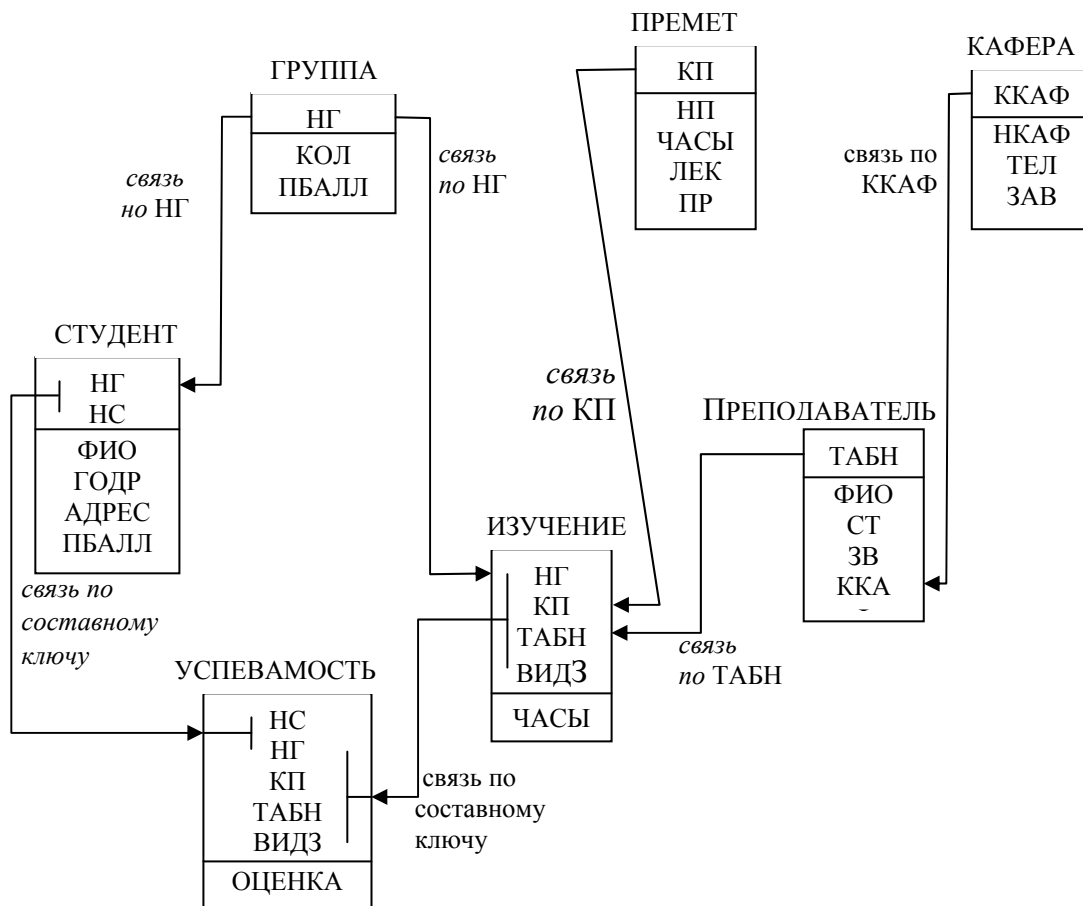 ГРУППА
НГ
КОЛ
ПБАЛЛ
связь
но НГ
связь
по НГ
ПРЕМЕТ
КП
НП
ЧАСЫ
ЛЕК
ПР
КАФЕРА
ККАФ
НКАФ
ТЕЛ
ЗАВ
связь по
ККАФ
СТУДЕНТ
НГ
НС
ФИО
ГОДР
АДРЕС
ПБАЛЛ
связь по
составному
ключу
связь
по КП
ПРЕПОДАВАТЕЛЬ
ТАБН
ФИО
СТ
ЗВ
ККА
ИЗУЧЕНИЕ
НГ
КП
ТАБН
ВИДЗ
ЧАСЫ
связь
по ТАБН
УСПЕВАМОСТЬ
НС
НГ
КП
ТАБН
ВИДЗ
ОЦЕНКА
связь по
составному
ключу